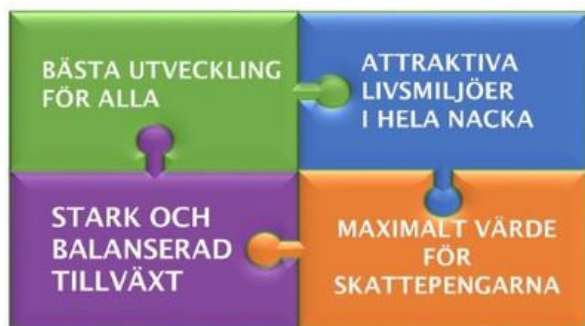 BÄSTA UTVECKLING
FÖR ALLA
ATTRAKTIVA
LIVSMILJÖER
I HELA NACKA
STARK OCH
BALANSERAD
TILLVÄXT
MAXIMALT VÄRDE
FÖR
SKATTEPENGARNA